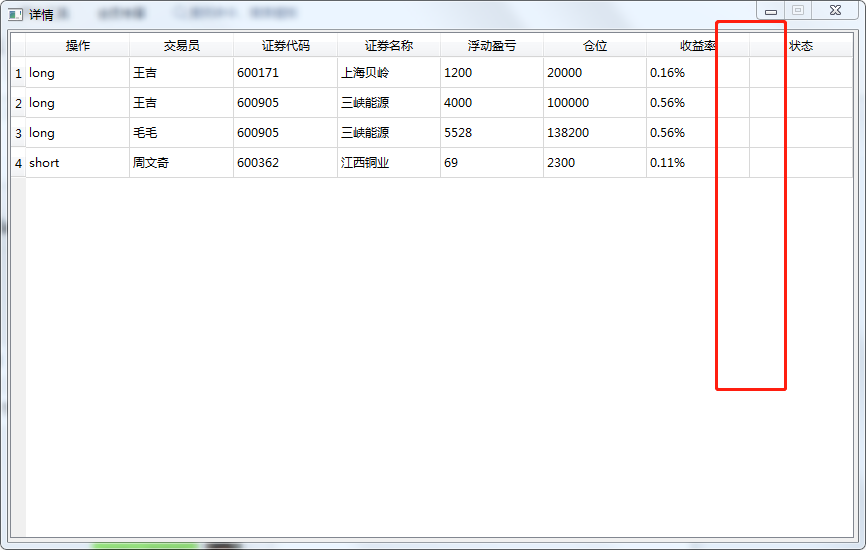 详情
操作 交易员 证券代码 证券名称 浮动盈亏 仓位 收益率 状态
1 long 王吉 600171 上海贝岭 1200 20000 0.16%
2 long 王吉 600905 三峡能源 4000 100000 0.56%
3 long 毛毛 600905 三峡能源 5528 138200 0.56%
4 short 周文奇 600362 江西铜业 69 2300 0.11%